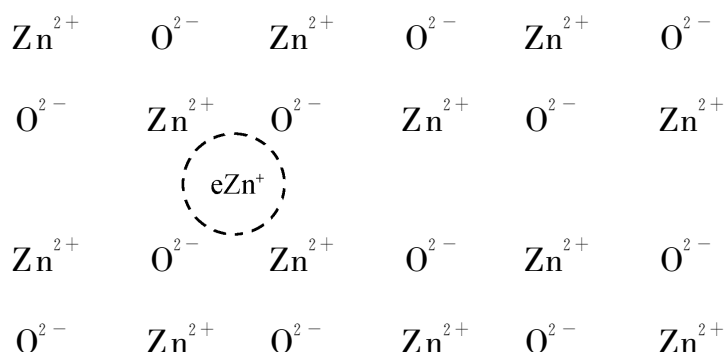 Zn²⁺ O²⁻ Zn²⁺ O²⁻ Zn²⁺ O²⁻
O²⁻ Zn²⁺ O²⁻ Zn²⁺ O²⁻ Zn²⁺
eZn⁺
Zn²⁺ O²⁻ Zn²⁺ O²⁻ Zn²⁺ O²⁻
O²⁻ Zn²⁺ O²⁻ Zn²⁺ O²⁻ Zn²⁺